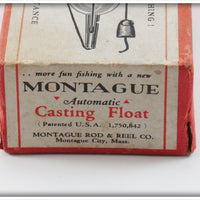 ... more fun fishing with a new
MONTAGUE
Automatic
Casting Float
(Patented U.S.A. 1,750,842)
MONTAGUE ROD & REEL CO.
Montague City, Mass.